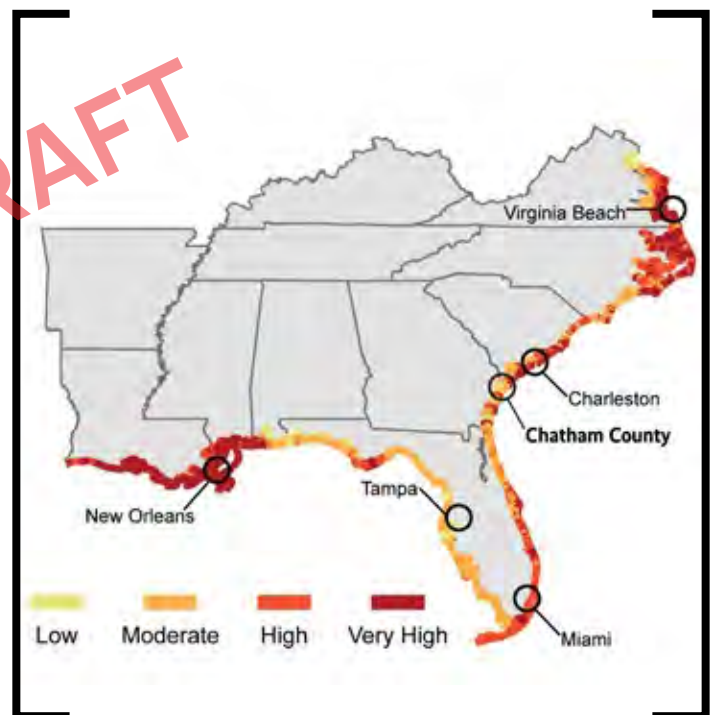 RAFT
Virginia Beach
Charleston
Chatham County
Tampa
New Orleans
Miami
Low Moderate High Very High